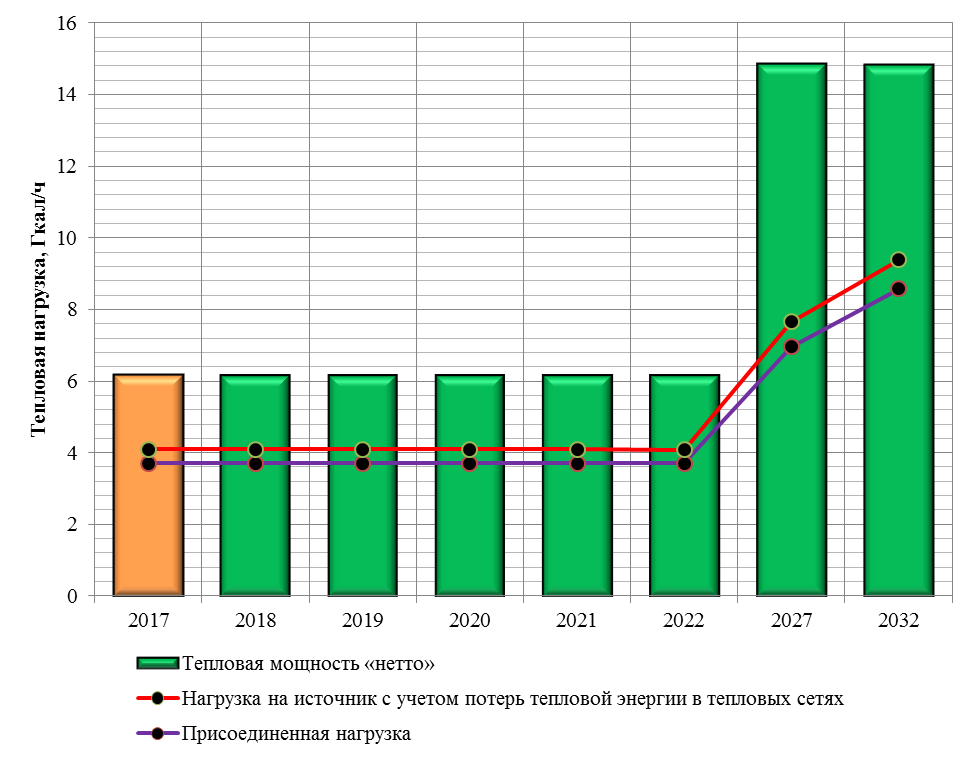 16
14
12
10
8
6
4
2
0
Тепловая нагрузка, Гкал/ч
2017 2018 2019 2020 2021 2022 2027 2032
Тепловая мощность «нетто»
Нагрузка на источник с учетом потерь тепловой энергии в тепловых сетях
Присоединенная нагрузка